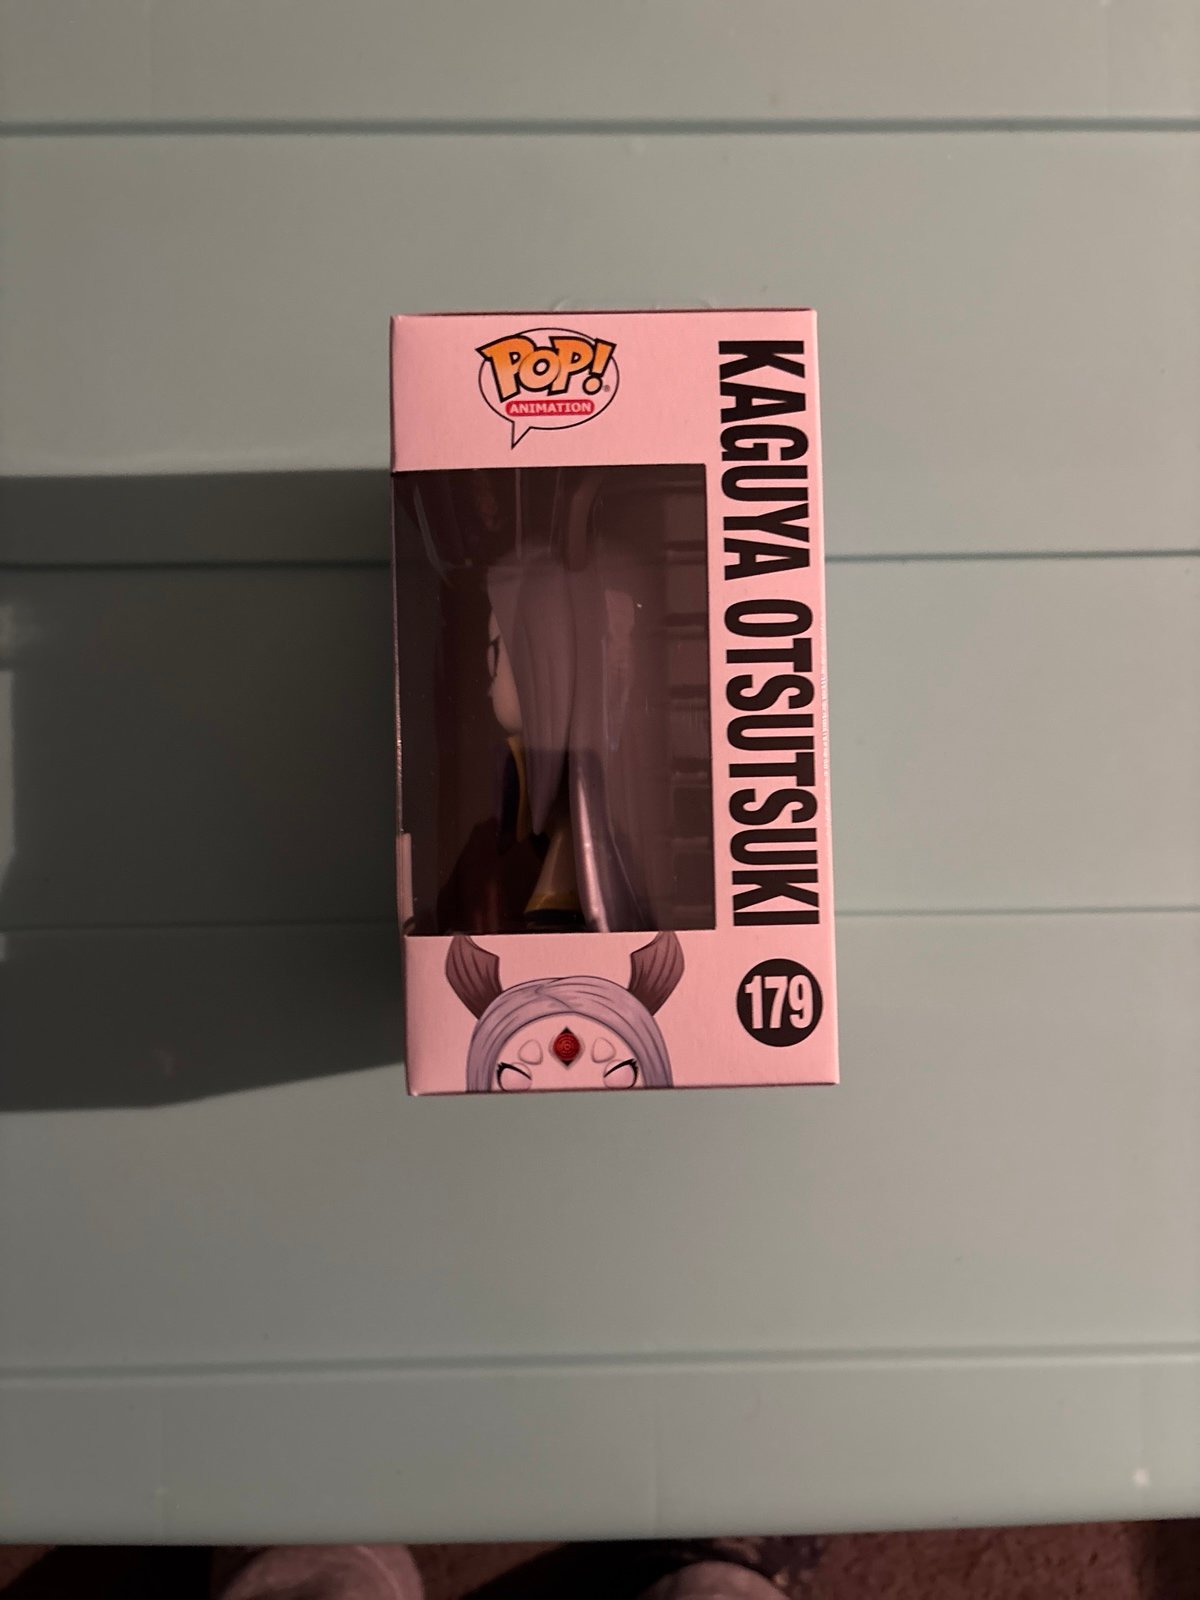 POP!
ANIMATION
KAGUYA OTSUTSUKI
179